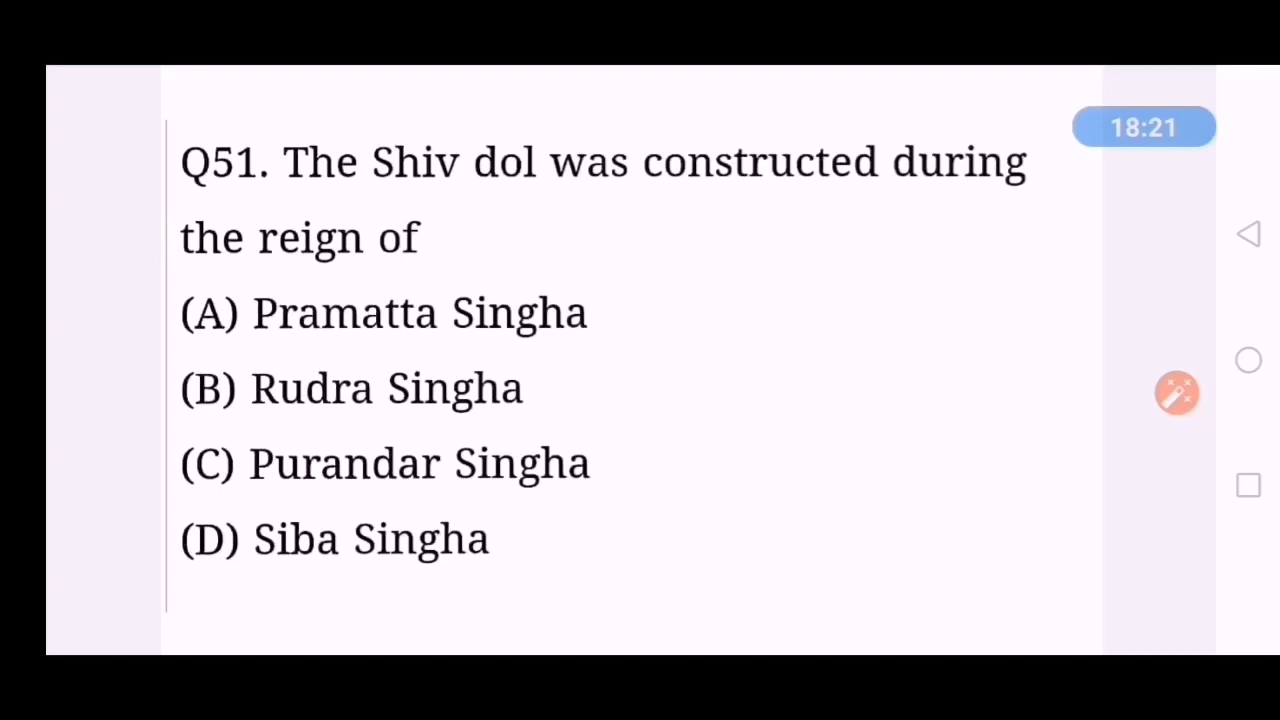 18:21
Q51. The Shiv dol was constructed during
the reign of
(A) Pramatta Singha
(B) Rudra Singha
(C) Purandar Singha
(D) Siba Singha